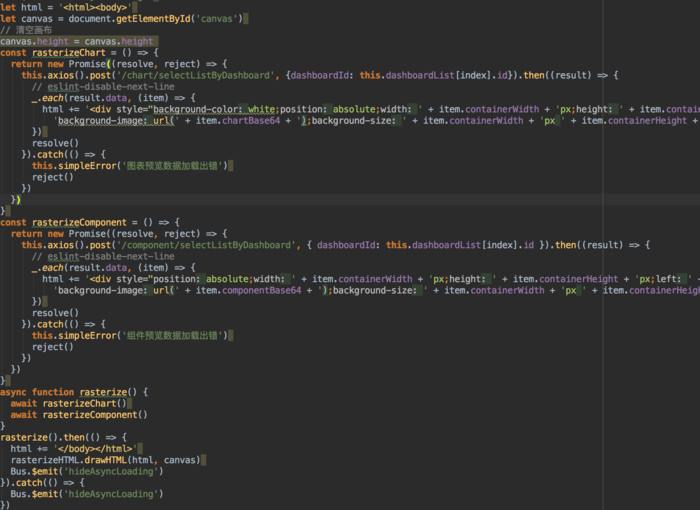 let html = '<html><body>'
let canvas = document.getElementById('canvas')
// 清空画布
canvas.height = canvas.height
const rasterizeChart = () => {
return new Promise((resolve, reject) => {
this.axios().post('/chart/selectListByDashboard', {dashboardId: this.dashboardList[index].id}).then((result) => {
// eslint-disable-next-line
_.each(result.data, (item) => {
html += '<div style="background-color: white;position: absolute;width: ' + item.containerWidth + 'px;height: ' + item.contain
'background-image: url(' + item.chartBase64 + ');background-size: ' + item.containerWidth + 'px ' + item.containerHeight +
})
resolve()
}).catch(() => {
this.simpleError('图表预览数据加载出错')
reject()
})
})
}
const rasterizeComponent = () => {
return new Promise((resolve, reject) => {
this.axios().post('/component/selectListByDashboard', { dashboardId: this.dashboardList[index].id }).then((result) => {
// eslint-disable-next-line
_.each(result.data, (item) => {
html += '<div style="position: absolute;width: ' + item.containerWidth + 'px;height: ' + item.containerHeight + 'px;left: ' +
'background-image: url(' + item.componentBase64 + ');background-size: ' + item.containerWidth + 'px ' + item.containerHeig
})
resolve()
}).catch(() => {
this.simpleError('组件预览数据加载出错')
reject()
})
})
}
async function rasterize() {
await rasterizeChart()
await rasterizeComponent()
}
rasterize().then(() => {
html += '</body></html>'
rasterizeHTML.drawHTML(html, canvas)
Bus.$emit('hideAsyncLoading')
}).catch(() => {
Bus.$emit('hideAsyncLoading')
})